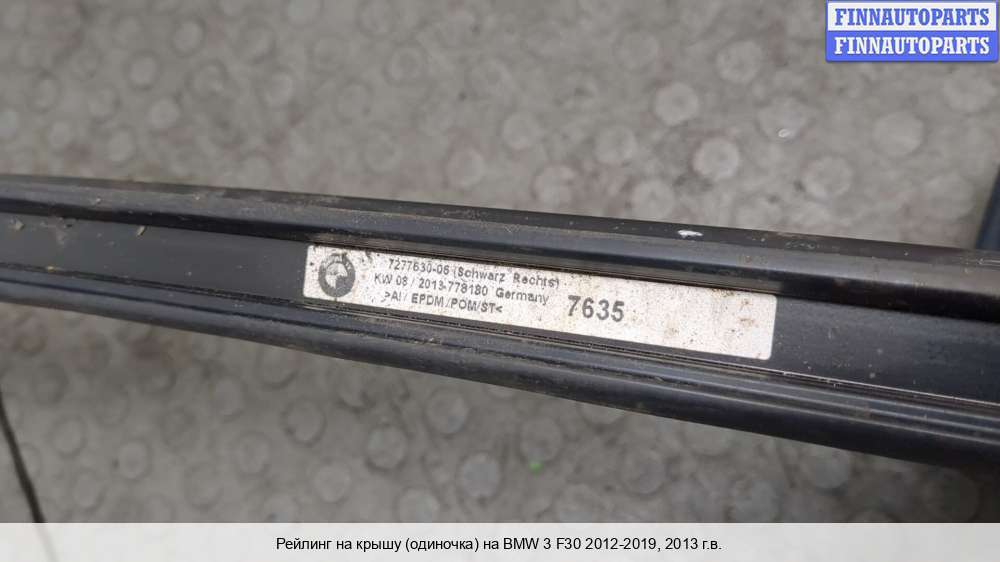 FINNAUTOPARTS
FINNAUTOPARTS
7277630-06 (Schwarz Rechts)
KW 08 / 2013-778180 Germany
>Al / EPDM /POM/ST<
7635
Рейлинг на крышу (одиночка) на BMW 3 F30 2012-2019, 2013 г.в.